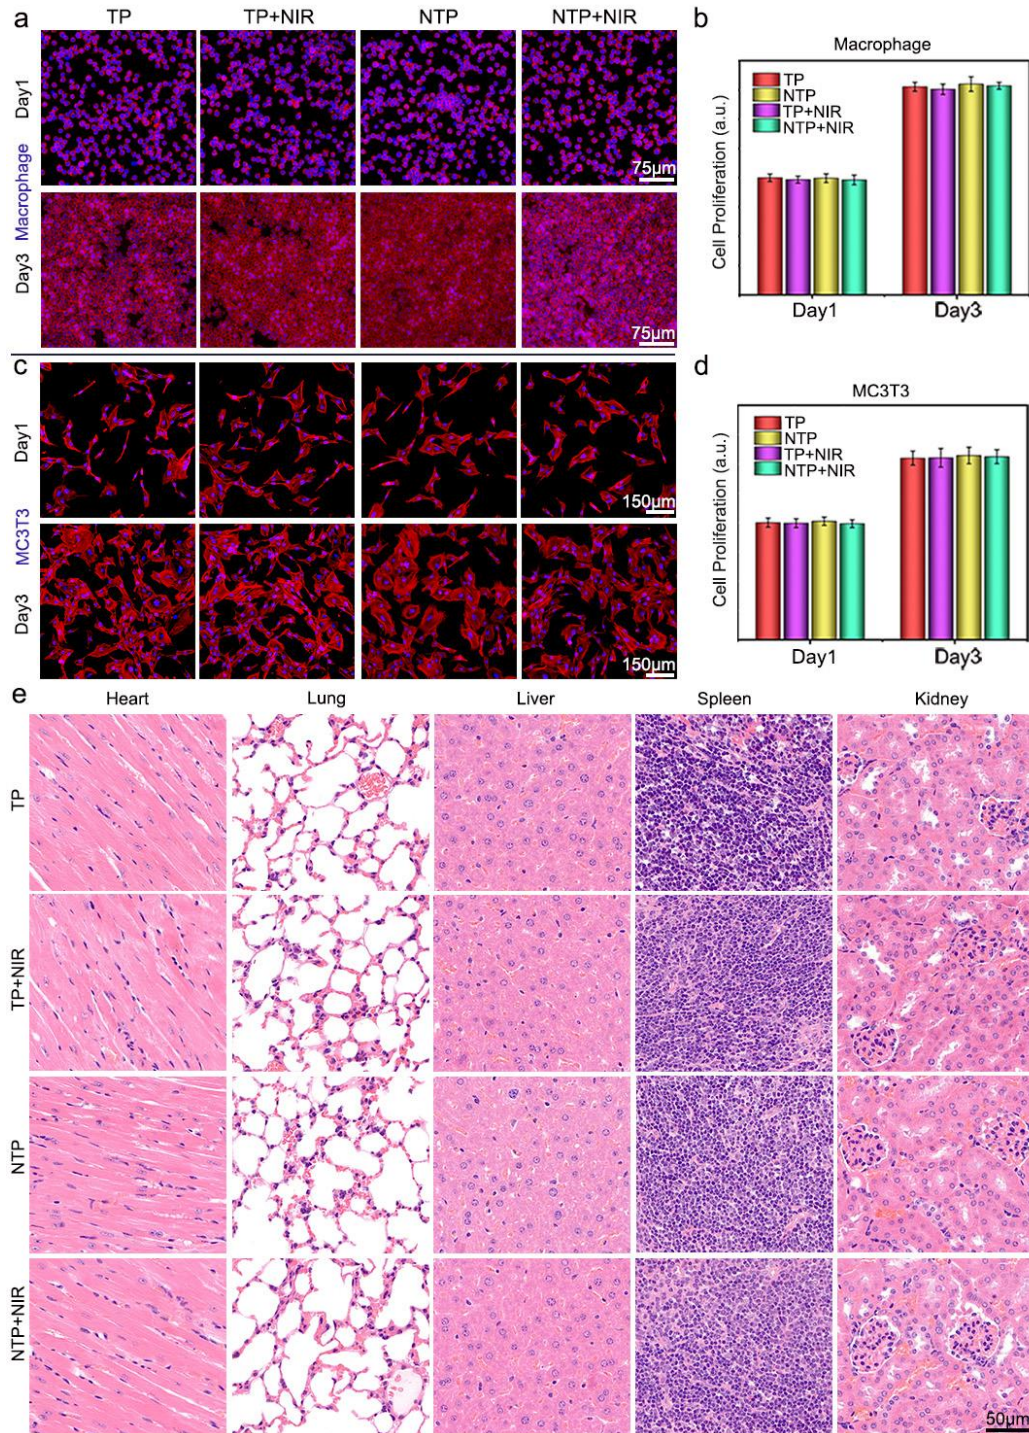 a
TP
TP+NIR
NTP
NTP+NIR
Macrophage
Day1
75μm
Day3
75μm
b
Macrophage
TP
NTP
TP+NIR
NTP+NIR
Cell Proliferation (a.u.)
Day1
Day3
c
MC3T3
Day1
150μm
Day3
150μm
d
MC3T3
TP
NTP
TP+NIR
NTP+NIR
Cell Proliferation (a.u.)
Day1
Day3
e
Heart
Lung
Liver
Spleen
Kidney
TP
TP+NIR
NTP
NTP+NIR
50μm